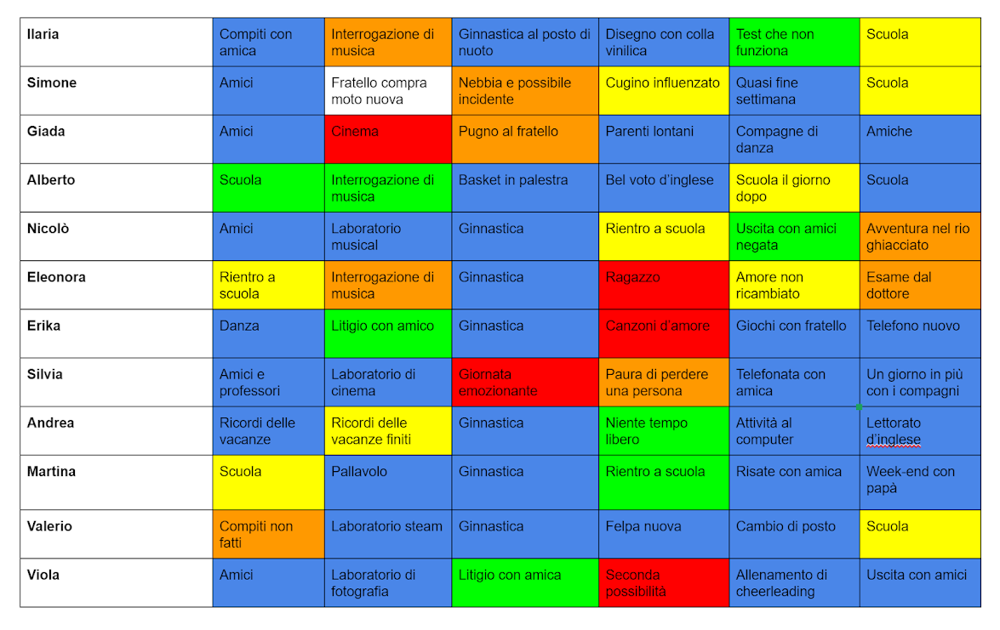 Ilaria
Compiti con
amica
Interrogazione di
musica
Ginnastica al posto di
nuoto
Disegno con colla
vinilica
Test che non
funziona
Scuola
Simone
Amici
Fratello compra
moto nuova
Nebbia e possibile
incidente
Cugino influenzato
Quasi fine
settimana
Scuola
Giada
Amici
Cinema
Pugno al fratello
Parenti lontani
Compagne di
danza
Amiche
Alberto
Scuola
Interrogazione di
musica
Basket in palestra
Bel voto d’inglese
Scuola il giorno
dopo
Scuola
Nicolò
Amici
Laboratorio
musical
Ginnastica
Rientro a scuola
Uscita con amici
negata
Avventura nel rio
ghiacciato
Eleonora
Rientro a
scuola
Interrogazione di
musica
Ginnastica
Ragazzo
Amore non
ricambiato
Esame dal
dottore
Erika
Danza
Litigio con amico
Ginnastica
Canzoni d’amore
Giochi con fratello
Telefono nuovo
Silvia
Amici e
professori
Laboratorio di
cinema
Giornata
emozionante
Paura di perdere
una persona
Telefonata con
amica
Un giorno in più
con i compagni
Andrea
Ricordi delle
vacanze
Ricordi delle
vacanze finiti
Ginnastica
Niente tempo
libero
Attività al
computer
Lettorato
d’inglese
Martina
Scuola
Pallavolo
Ginnastica
Rientro a scuola
Risate con amica
Week-end con
papà
Valerio
Compiti non
fatti
Laboratorio steam
Ginnastica
Felpa nuova
Cambio di posto
Scuola
Viola
Amici
Laboratorio di
fotografia
Litigio con amica
Seconda
possibilità
Allenamento di
cheerleading
Uscita con amici